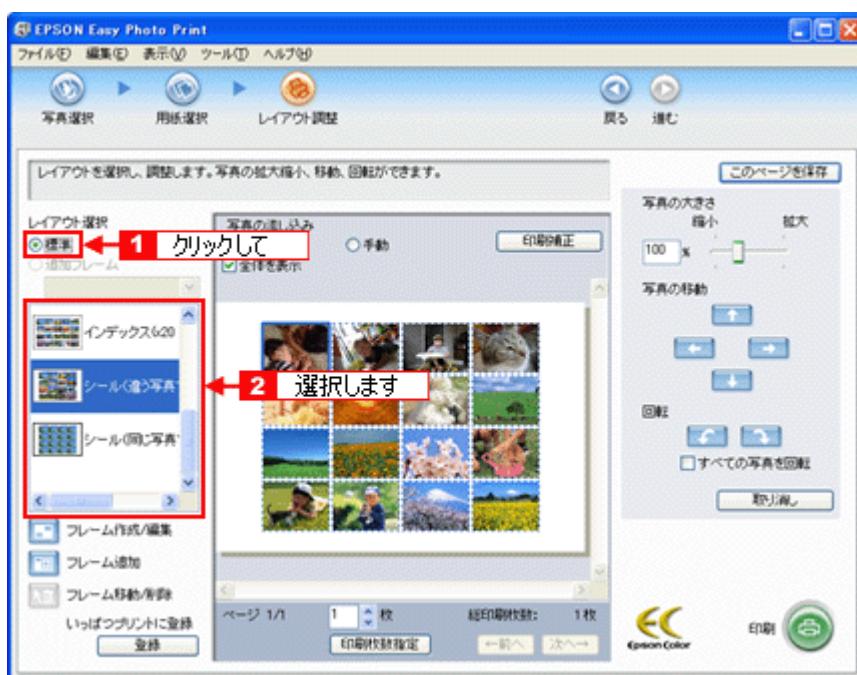 EPSON Easy Photo Print
ファイル(F) 編集(E) 表示(V) ツール(T) ヘルプ(H)
写真選択 用紙選択 レイアウト調整 戻る 進む
レイアウトを選択し、調整します。写真の拡大縮小、移動、回転ができます。
このページを保存
レイアウト選択
標準
1 クリックして
追加フレーム
写真の流し込み
手動
印刷補正
全体を表示
インデックス6x20
シール(違う写真
シール(同じ写真
2 選択します
フレーム作成/編集
フレーム追加
フレーム移動/削除
いっぱつプリントに登録
登録
ページ 1/1 1 枚 総印刷枚数: 1 枚
印刷枚数指定 ←前へ 次へ→
写真の大きさ
縮小 拡大
100 %
写真の移動
回転
すべての写真を回転
取り消し
Epson Color
印刷